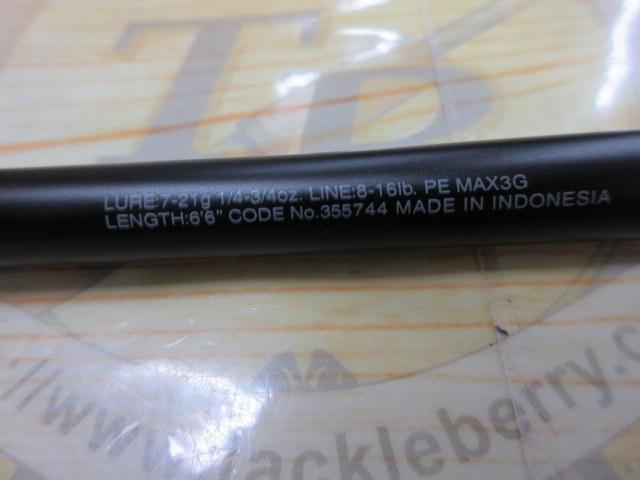 TB
LURE:7-21g 1/4-3/4oz. LINE:8-16lb. PE MAX3G
LENGTH:6'6" CODE No.355744 MADE IN INDONESIA
://www.tackleberry.c